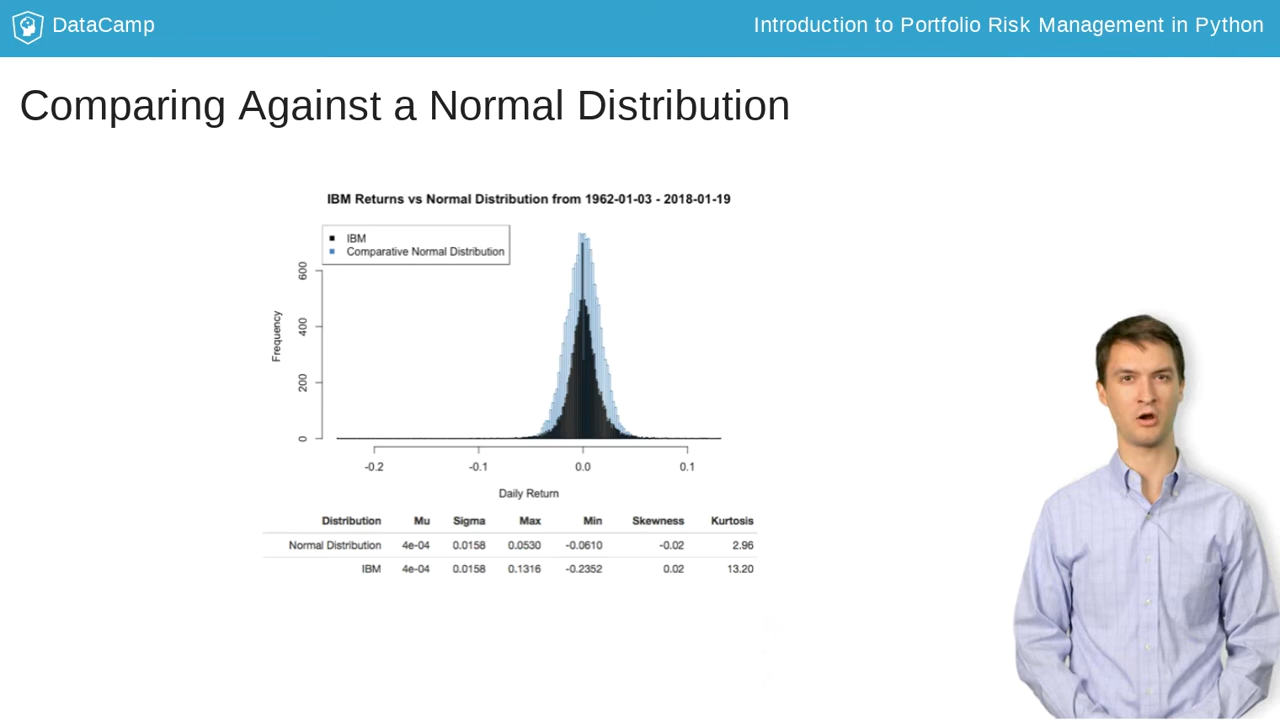 DataCamp
Introduction to Portfolio Risk Management in Python
Comparing Against a Normal Distribution
IBM Returns vs Normal Distribution from 1962-01-03 - 2018-01-19
IBM
Comparative Normal Distribution
Frequency
600
400
200
0
-0.2 -0.1 0.0 0.1
Daily Return
Distribution Mu Sigma Max Min Skewness Kurtosis
Normal Distribution 4e-04 0.0158 0.0530 -0.0610 -0.02 2.96
IBM 4e-04 0.0158 0.1316 -0.2352 0.02 13.20